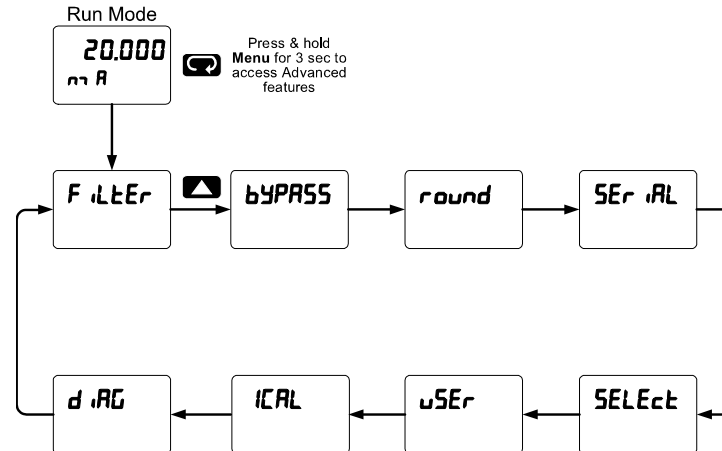 Run Mode
20.000
mA
Press & hold
Menu for 3 sec to
access Advanced
features
FiLtEr
bYPASS
round
SEriAL
diAG
ICAL
uSEr
SELEct